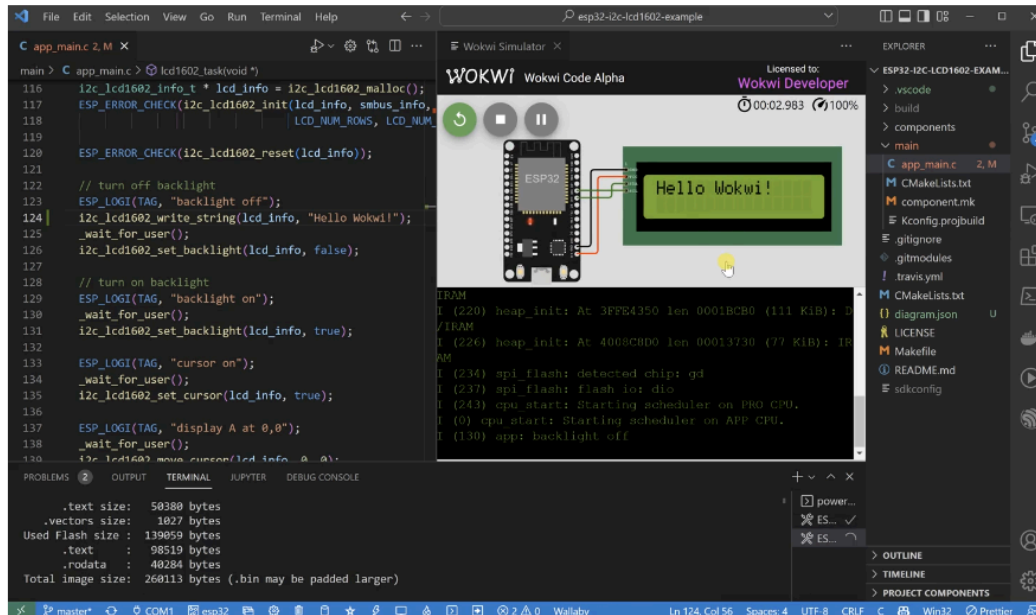 File Edit Selection View Go Run Terminal Help
esp32-i2c-lcd1602-example
C app_main.c 2, M
main > C app_main.c > lcd1602_task(void *)
116 i2c_lcd1602_info_t * lcd_info = i2c_lcd1602_malloc();
117 ESP_ERROR_CHECK(i2c_lcd1602_init(lcd_info, smbus_info,
118 LCD_NUM_ROWS, LCD_NUM_
119
120 ESP_ERROR_CHECK(i2c_lcd1602_reset(lcd_info));
121
122 // turn off backlight
123 ESP_LOGI(TAG, "backlight off");
124 i2c_lcd1602_write_string(lcd_info, "Hello Wokwi!");
125 _wait_for_user();
126 i2c_lcd1602_set_backlight(lcd_info, false);
127
128 // turn on backlight
129 ESP_LOGI(TAG, "backlight on");
130 _wait_for_user();
131 i2c_lcd1602_set_backlight(lcd_info, true);
132
133 ESP_LOGI(TAG, "cursor on");
134 _wait_for_user();
135 i2c_lcd1602_set_cursor(lcd_info, true);
136
137 ESP_LOGI(TAG, "display A at 0,0");
138 _wait_for_user();
139 i2c_lcd1602_move_cursor(lcd_info, 0, 0);
Wokwi Simulator
WOKWI Wokwi Code Alpha
Licensed to:
Wokwi Developer
00:02.983 100%
ESP32
Hello Wokwi!
IRAM
I (220) heap_init: At 3FFE4350 len 0001BCB0 (111 KiB): D
/IRAM
I (226) heap_init: At 4008C8D0 len 00013730 (77 KiB): IR
AM
I (234) spi_flash: detected chip: gd
I (237) spi_flash: flash io: dio
I (243) cpu_start: Starting scheduler on PRO CPU.
I (0) cpu_start: Starting scheduler on APP CPU.
I (130) app: backlight off
EXPLORER
ESP32-I2C-LCD1602-EXAM...
.vscode
build
components
main
C app_main.c 2, M
M CMakeLists.txt
M component.mk
Kconfig.projbuild
.gitignore
.gitmodules
! .travis.yml
M CMakeLists.txt
{} diagram.json U
LICENSE
M Makefile
README.md
sdkconfig
OUTLINE
TIMELINE
PROJECT COMPONENTS
PROBLEMS 2 OUTPUT TERMINAL JUPYTER DEBUG CONSOLE
.text size: 50380 bytes
.vectors size: 1027 bytes
Used Flash size : 139059 bytes
.text : 98519 bytes
.rodata : 40284 bytes
Total image size: 260113 bytes (.bin may be padded larger)
power...
ES...
ES...
master* COM1 esp32 2 0 Wallaby Ln 124, Col 56 Spaces: 4 UTF-8 CRLF C Win32 Prettier